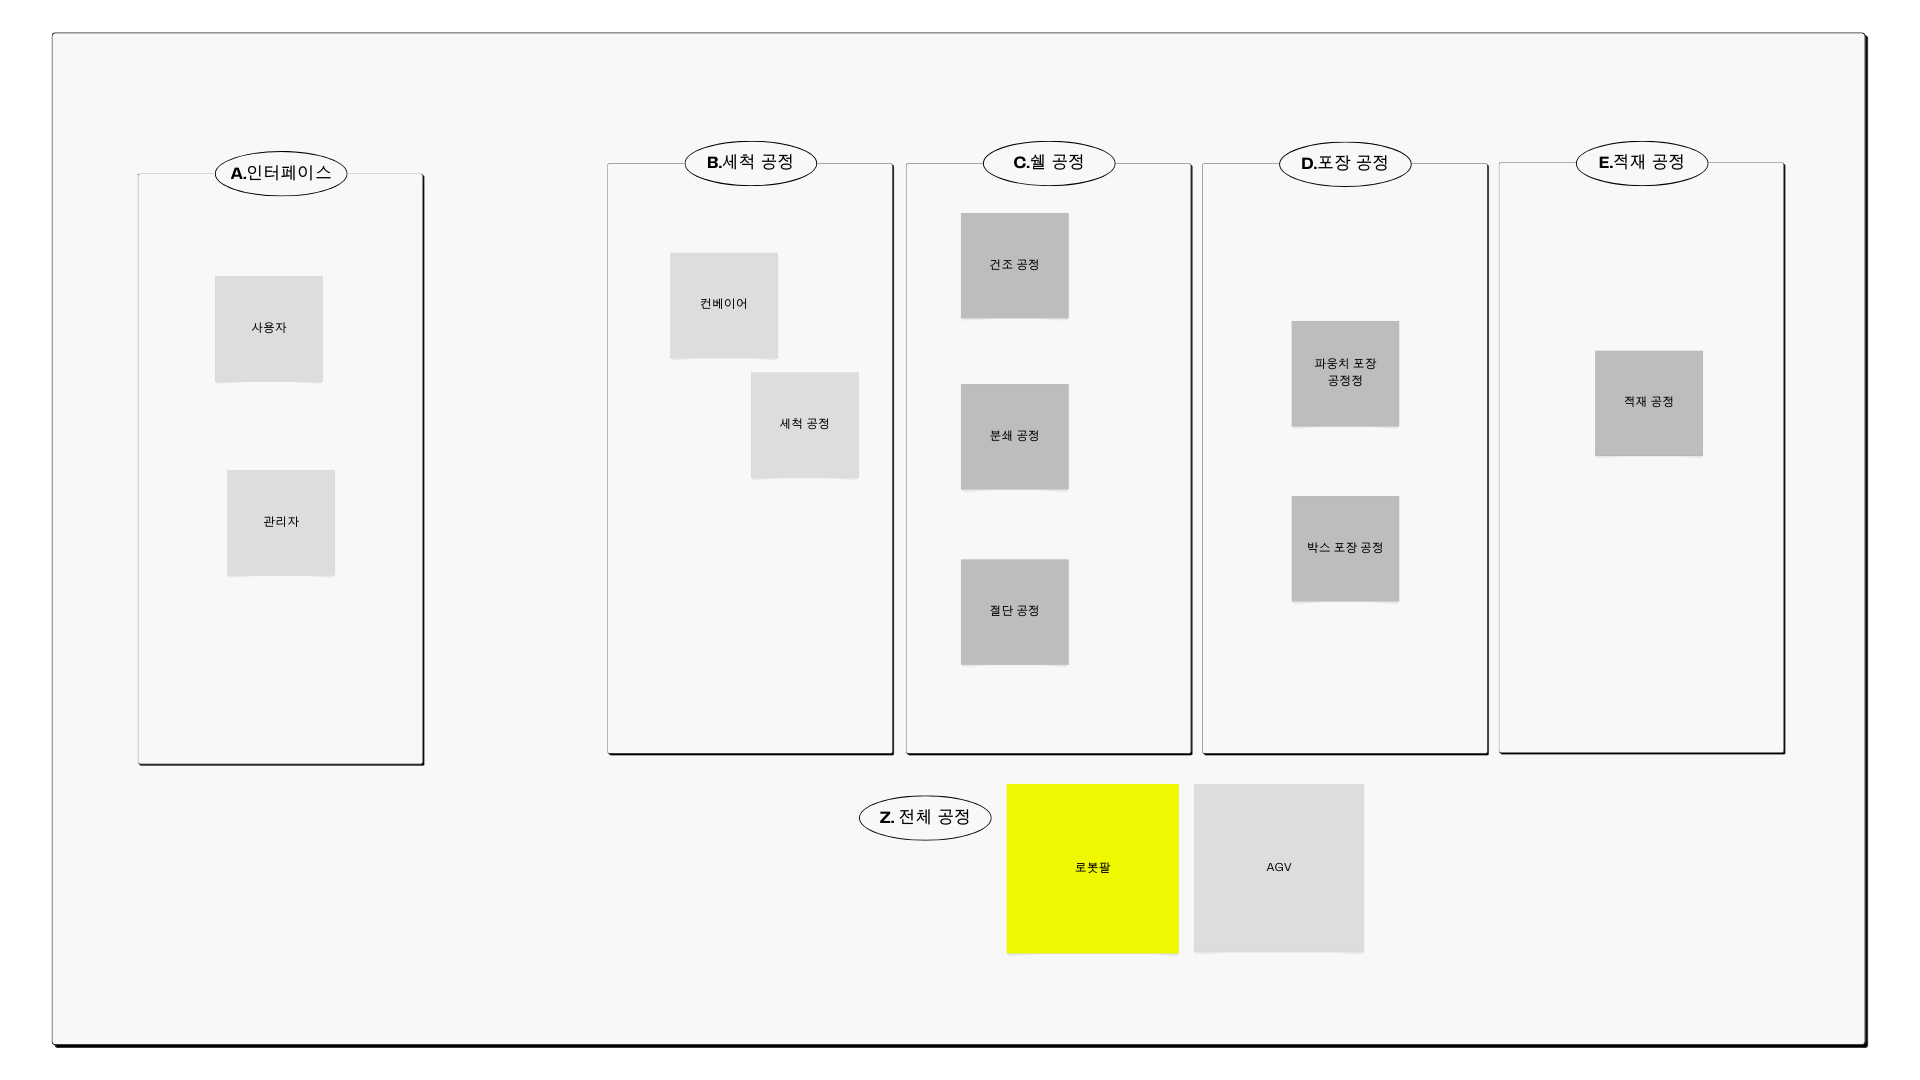 A.인터페이스
사용자
관리자
B.세척 공정
컨베이어
세척 공정
C.쉘 공정
건조 공정
분쇄 공정
절단 공정
D.포장 공정
파웅치 포장
공정정
박스 포장 공정
E.적재 공정
적재 공정
Z. 전체 공정
로봇팔
AGV